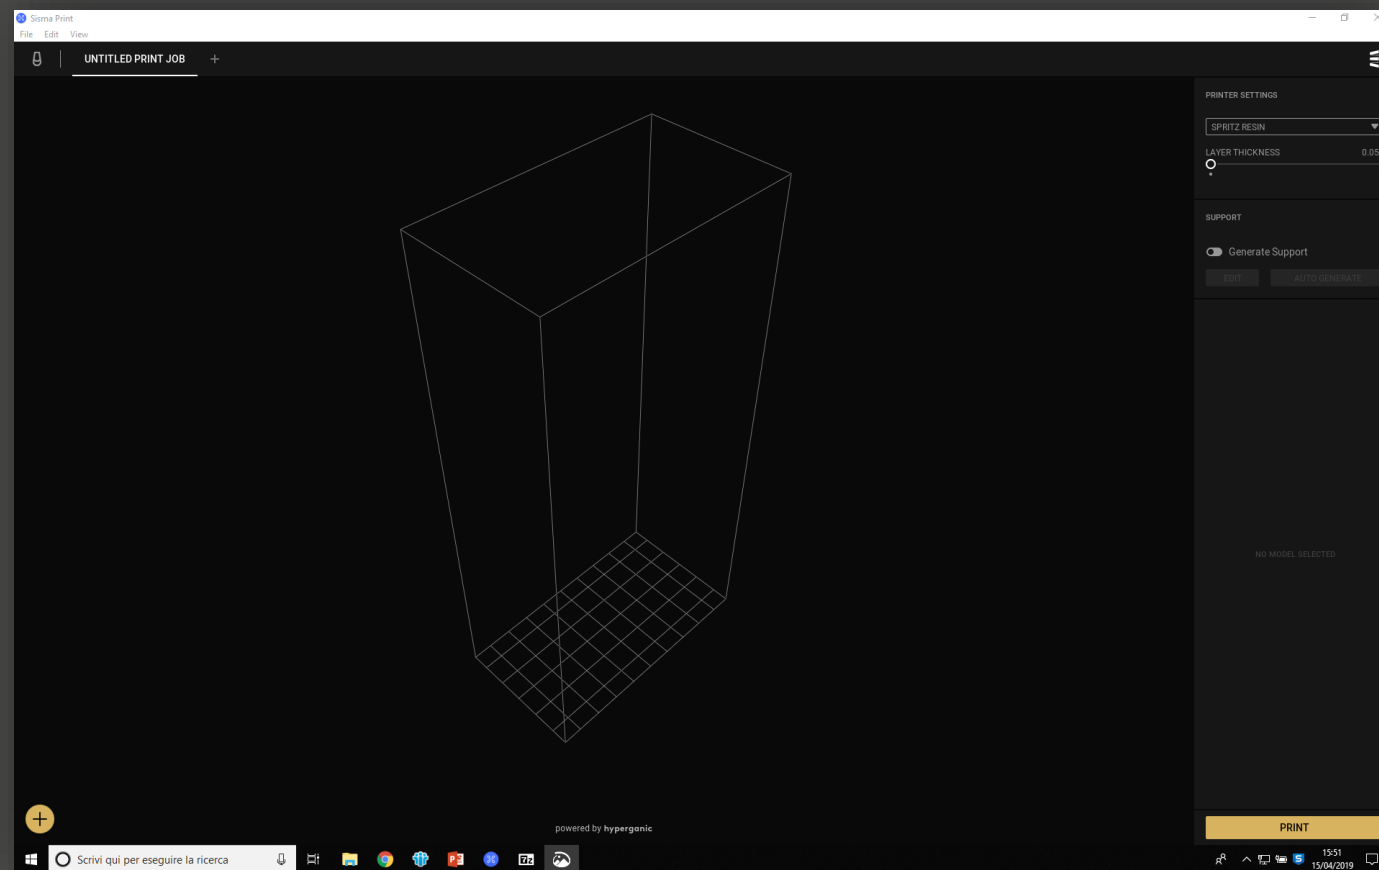 Sisma Print
File Edit View
UNTITLED PRINT JOB +
PRINTER SETTINGS
SPRITZ RESIN
LAYER THICKNESS 0.05
SUPPORT
Generate Support
EDIT AUTO GENERATE
NO MODEL SELECTED
powered by hyperganic
PRINT
Scrivi qui per eseguire la ricerca
15:51
15/04/2019